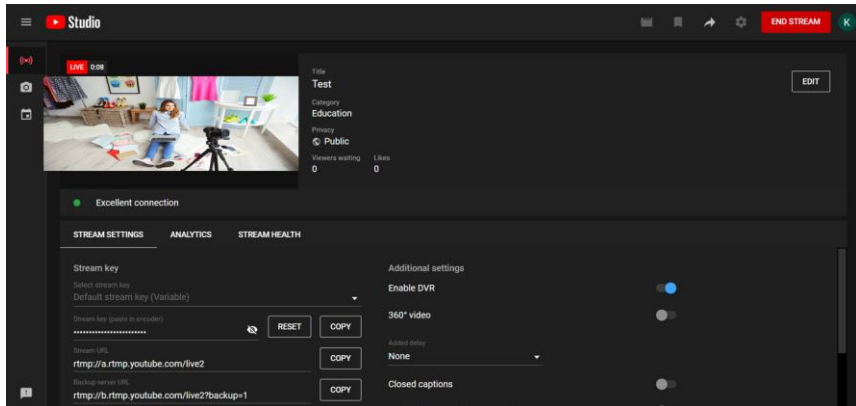 Studio
END STREAM
K
LIVE 0:08
Title
Test
EDIT
Category
Education
Privacy
Public
Viewers waiting Likes
0 0
Excellent connection
STREAM SETTINGS ANALYTICS STREAM HEALTH
Stream key
Select stream key
Default stream key (Variable)
Stream key (paste in encoder)
•••••••••••••••••••••••• RESET COPY
Stream URL
rtmp://a.rtmp.youtube.com/live2 COPY
Backup server URL
rtmp://b.rtmp.youtube.com/live2?backup=1 COPY
Additional settings
Enable DVR
360° video
Added delay
None
Closed captions